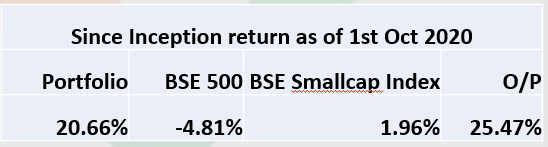 Since Inception return as of 1st Oct 2020
Portfolio BSE 500 BSE Smallcap Index O/P
20.66% -4.81% 1.96% 25.47%